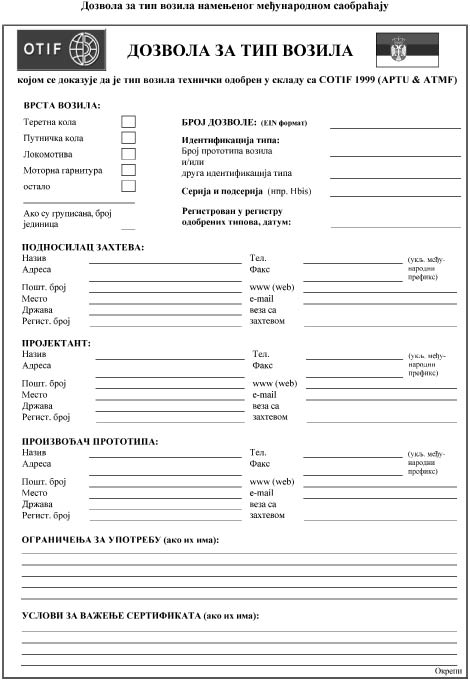 Дозвола за тип возила намењеног међународном саобраћају
OTIF
ДОЗВОЛА ЗА ТИП ВОЗИЛА
којом се доказује да је тип возила технички одобрен у складу са COTIF 1999 (APTU & ATMF)
ВРСТА ВОЗИЛА:
Теретна кола
Путничка кола
Локомотива
Моторна гарнитура
остало
Ако су груписана, број
јединица
БРОЈ ДОЗВОЛЕ: (EIN формат)
Идентификација типа:
Број прототипа возила
и/или
друга идентификација типа
Серија и подсерија (нпр. Hbis)
Регистрован у регистру
одобрених типова, датум:
ПОДНОСИЛАЦ ЗАХТЕВА:
Назив Тел. (укљ. међу-
Адреса Факс народни
префикс)
Пошт. број www (web)
Место e-mail
Држава веза са
Регист. број захтевом
ПРОЈЕКТАНТ:
Назив Тел. (укљ. међу-
Адреса Факс народни
префикс)
Пошт. број www (web)
Место e-mail
Држава веза са
Регист. број захтевом
ПРОИЗВОЂАЧ ПРОТОТИПА:
Назив Тел. (укљ. међу-
Адреса Факс народни
префикс)
Пошт. број www (web)
Место e-mail
Држава веза са
Регист. број захтевом
ОГРАНИЧЕЊА ЗА УПОТРЕБУ (ако их има):
УСЛОВИ ЗА ВАЖЕЊЕ СЕРТИФИКАТА (ако их има):
Окрени